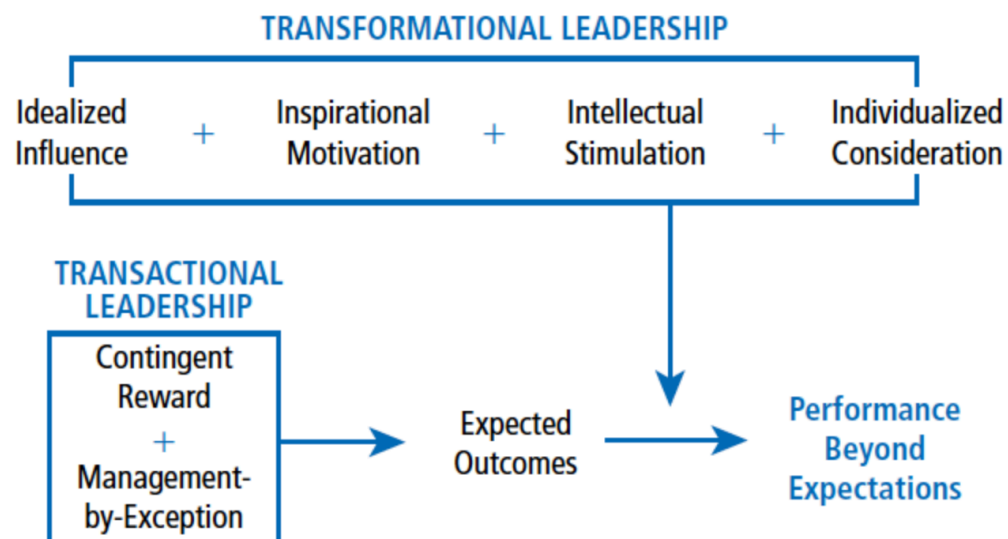 TRANSFORMATIONAL LEADERSHIP
Idealized
Influence
+
Inspirational
Motivation
+
Intellectual
Stimulation
+
Individualized
Consideration
TRANSACTIONAL
LEADERSHIP
Contingent
Reward
+
Management-
by-Exception
Expected
Outcomes
Performance
Beyond
Expectations